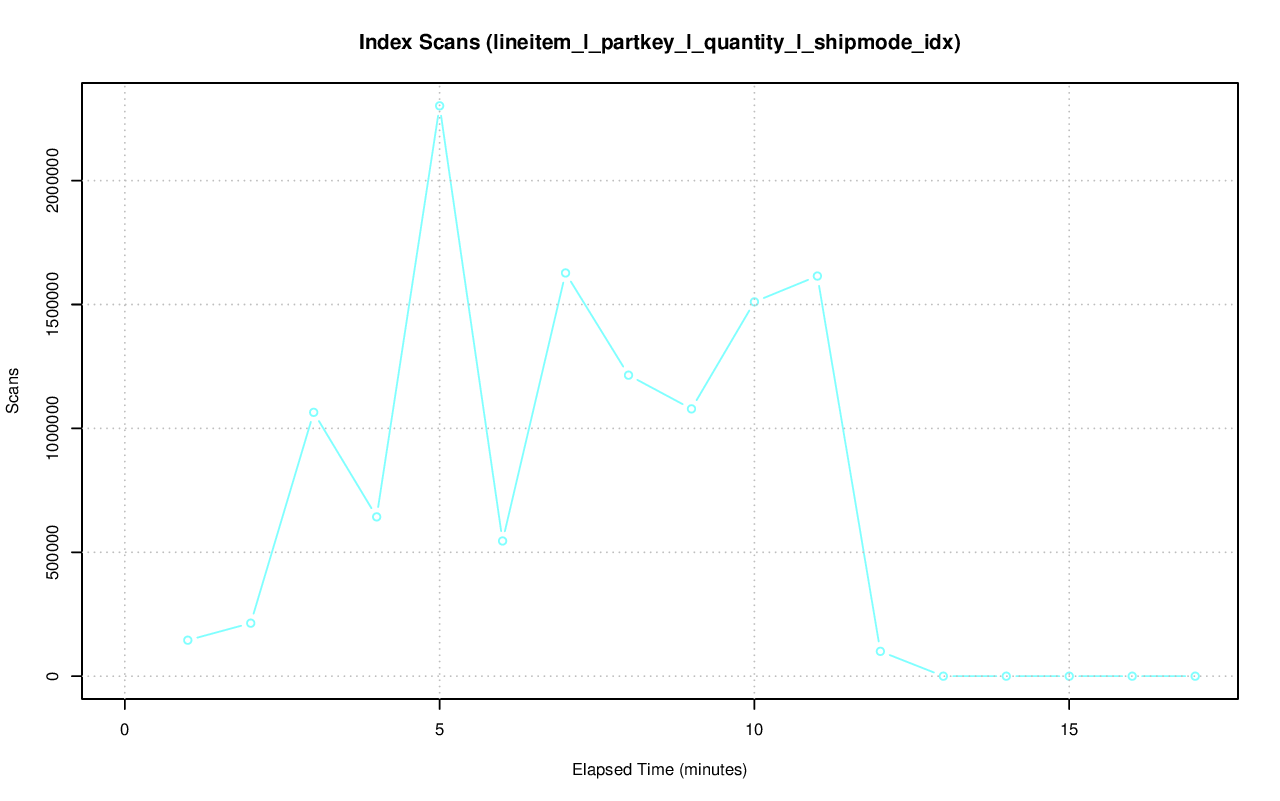 Index Scans (lineitem_l_partkey_l_quantity_l_shipmode_idx)
Scans
2000000
1500000
1000000
500000
0
0 5 10 15
Elapsed Time (minutes)